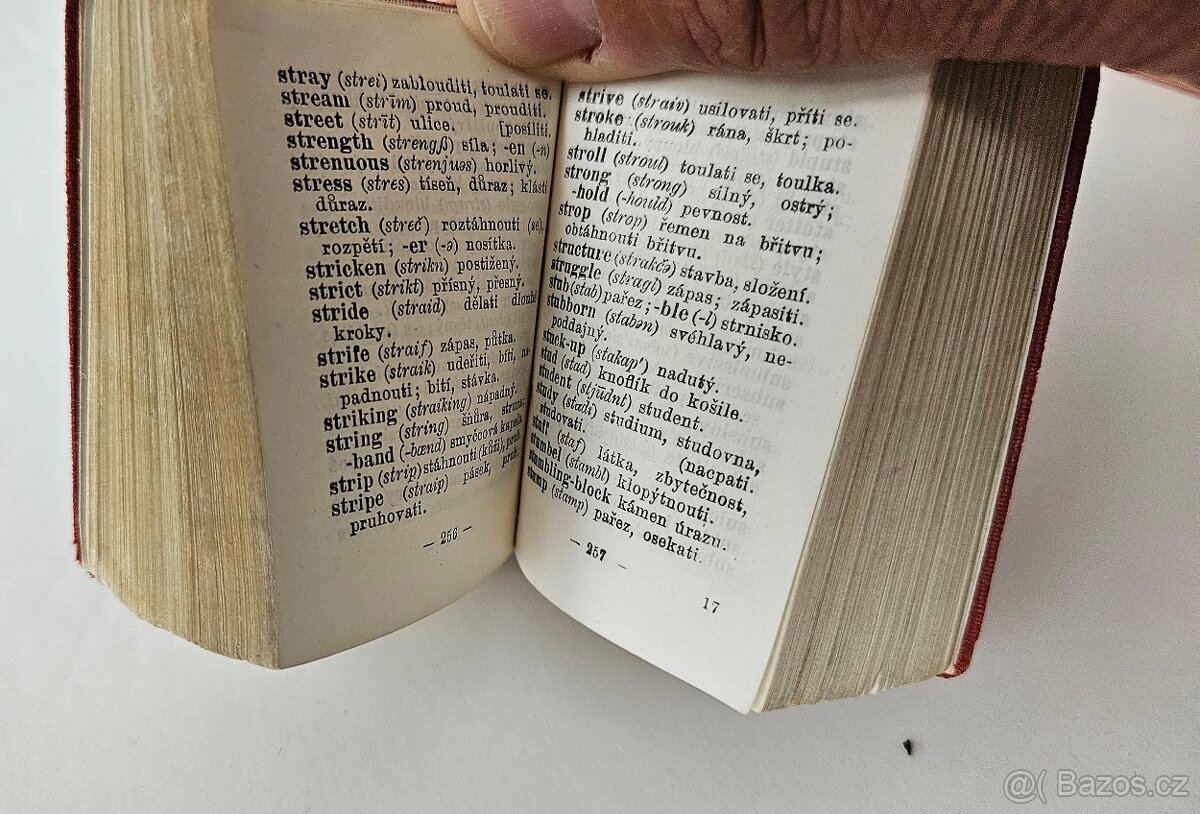 stray (strei) zablouditi, toulati se.
stream (strīm) proud, prouditi.
street (strīt) ulice. [posíliti.
strength (strengβ) síla; -en (-n)
strenuous (strenjuəs) horlivý.
stress (stres) tíseň, důraz; klásti
důraz.
stretch (streč) roztáhnouti (se),
rozpětí; -er (-ə) nosítka.
stricken (strikn) postižený.
strict (strikt) přísný, přesný.
stride (straid) dělati dlouhé
kroky.
strife (straif) zápas, půtka.
strike (straik) udeřiti, bíti, na-
padnouti; bití, stávka.
striking (straiking) nápadný.
string (string) šňůra, struna;
-band (-bænd) smyčcová kapela.
strip (strip) stáhnouti (kůži), pruh.
stripe (straip) pásek, pruh,
pruhovati.
— 256 —
strive (straiv) usilovati, příti se.
stroke (strouk) rána, škrt; po-
hladiti.
stroll (stroul) toulati se, toulka.
strong (strong) silný, ostrý;
-hold (-hould) pevnost.
strop (strop) řemen na břitvu;
obtáhnouti břitvu.
structure (strakčə) stavba, složení.
struggle (stragl) zápas; zápasiti.
stub (stab) pařez; -ble (-l) strnisko.
stubborn (stabən) svéhlavý, ne-
poddajný.
stuck-up (stakap') nadutý.
stud (stad) knoflík do košile.
student (stjūdnt) student.
study (stadi) studium, studovna,
studovati. (nacpati.
stuff (staf) látka, zbytečnost,
stumbel (stambl) klopýtnouti.
stumbling-block kámen úrazu.
stump (stamp) pařez, osekati.
— 257 —
17
@( Bazos.cz